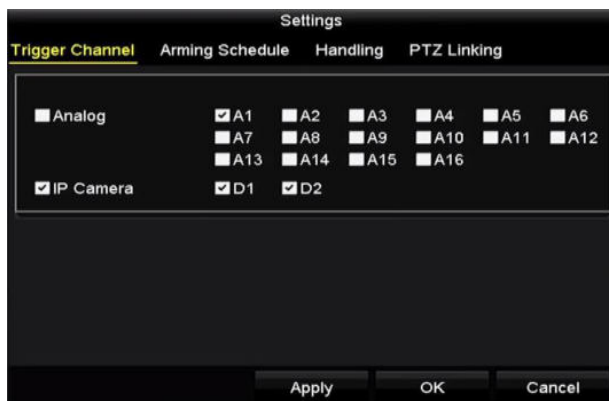 Settings
Trigger Channel Arming Schedule Handling PTZ Linking
Analog A1 A2 A3 A4 A5 A6
A7 A8 A9 A10 A11 A12
A13 A14 A15 A16
IP Camera D1 D2
Apply OK Cancel